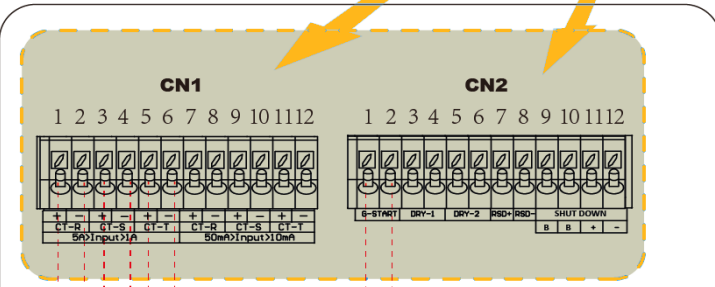 CN1
1 2 3 4 5 6 7 8 9 10 11 12
+ − + − + − + − + − + −
CT-R CT-S CT-T CT-R CT-S CT-T
5A>Input>1A 50mA>Input>10mA
CN2
1 2 3 4 5 6 7 8 9 10 11 12
G-START DRY-1 DRY-2 RSD+ RSD- SHUT DOWN
B B + −